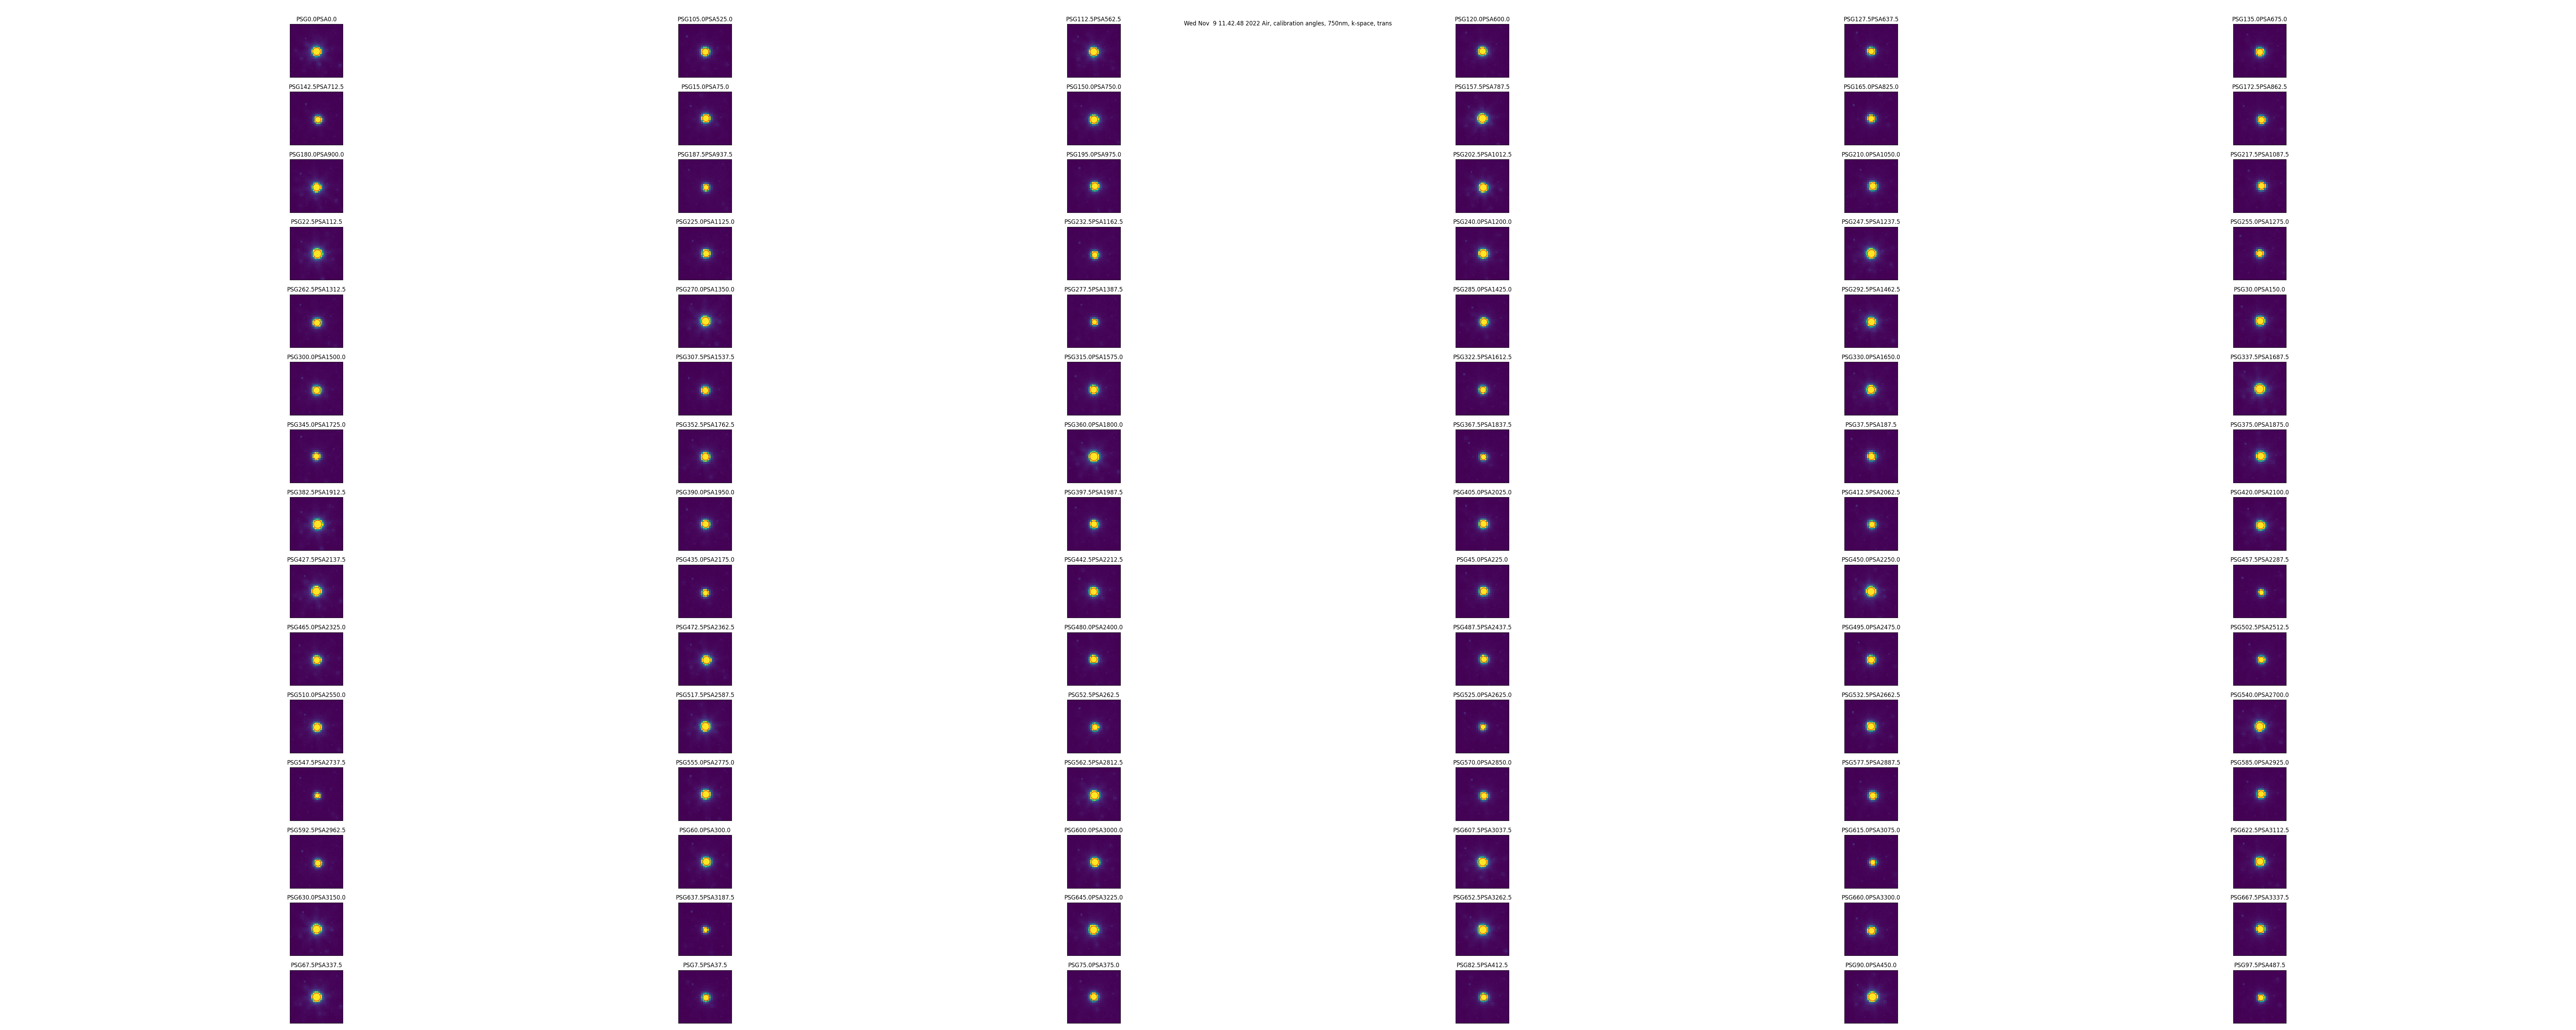 Wed Nov  9 11.42.48 2022 Air, calibration angles, 750nm, k-space, trans
PSG0.0PSA0.0 PSG105.0PSA525.0 PSG112.5PSA562.5 PSG120.0PSA600.0 PSG127.5PSA637.5 PSG135.0PSA675.0
PSG142.5PSA712.5 PSG15.0PSA75.0 PSG150.0PSA750.0 PSG157.5PSA787.5 PSG165.0PSA825.0 PSG172.5PSA862.5
PSG180.0PSA900.0 PSG187.5PSA937.5 PSG195.0PSA975.0 PSG202.5PSA1012.5 PSG210.0PSA1050.0 PSG217.5PSA1087.5
PSG22.5PSA112.5 PSG225.0PSA1125.0 PSG232.5PSA1162.5 PSG240.0PSA1200.0 PSG247.5PSA1237.5 PSG255.0PSA1275.0
PSG262.5PSA1312.5 PSG270.0PSA1350.0 PSG277.5PSA1387.5 PSG285.0PSA1425.0 PSG292.5PSA1462.5 PSG30.0PSA150.0
PSG300.0PSA1500.0 PSG307.5PSA1537.5 PSG315.0PSA1575.0 PSG322.5PSA1612.5 PSG330.0PSA1650.0 PSG337.5PSA1687.5
PSG345.0PSA1725.0 PSG352.5PSA1762.5 PSG360.0PSA1800.0 PSG367.5PSA1837.5 PSG37.5PSA187.5 PSG375.0PSA1875.0
PSG382.5PSA1912.5 PSG390.0PSA1950.0 PSG397.5PSA1987.5 PSG405.0PSA2025.0 PSG412.5PSA2062.5 PSG420.0PSA2100.0
PSG427.5PSA2137.5 PSG435.0PSA2175.0 PSG442.5PSA2212.5 PSG45.0PSA225.0 PSG450.0PSA2250.0 PSG457.5PSA2287.5
PSG465.0PSA2325.0 PSG472.5PSA2362.5 PSG480.0PSA2400.0 PSG487.5PSA2437.5 PSG495.0PSA2475.0 PSG502.5PSA2512.5
PSG510.0PSA2550.0 PSG517.5PSA2587.5 PSG52.5PSA262.5 PSG525.0PSA2625.0 PSG532.5PSA2662.5 PSG540.0PSA2700.0
PSG547.5PSA2737.5 PSG555.0PSA2775.0 PSG562.5PSA2812.5 PSG570.0PSA2850.0 PSG577.5PSA2887.5 PSG585.0PSA2925.0
PSG592.5PSA2962.5 PSG60.0PSA300.0 PSG600.0PSA3000.0 PSG607.5PSA3037.5 PSG615.0PSA3075.0 PSG622.5PSA3112.5
PSG630.0PSA3150.0 PSG637.5PSA3187.5 PSG645.0PSA3225.0 PSG652.5PSA3262.5 PSG660.0PSA3300.0 PSG667.5PSA3337.5
PSG67.5PSA337.5 PSG7.5PSA37.5 PSG75.0PSA375.0 PSG82.5PSA412.5 PSG90.0PSA450.0 PSG97.5PSA487.5